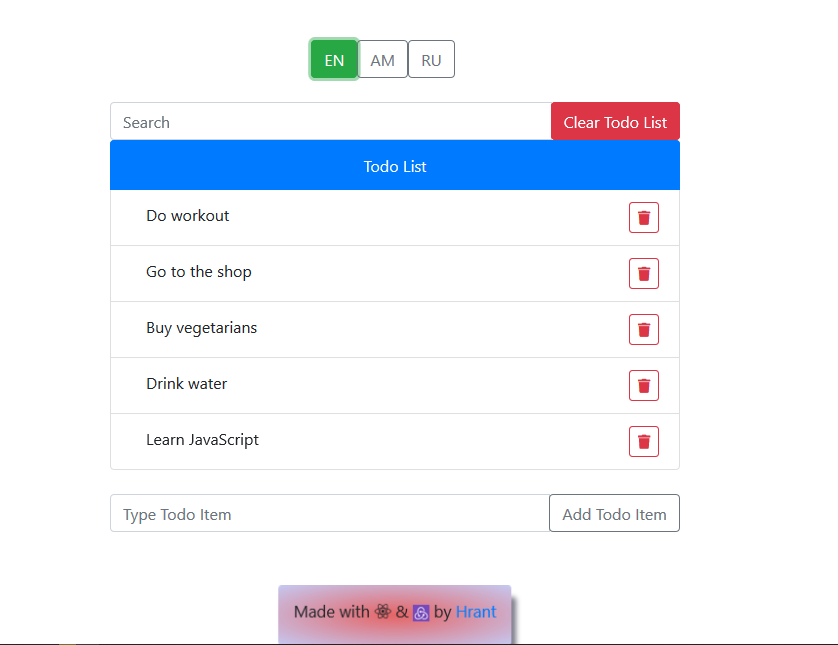 EN AM RU
Search Clear Todo List
Todo List
Do workout
Go to the shop
Buy vegetarians
Drink water
Learn JavaScript
Type Todo Item Add Todo Item
Made with & by Hrant